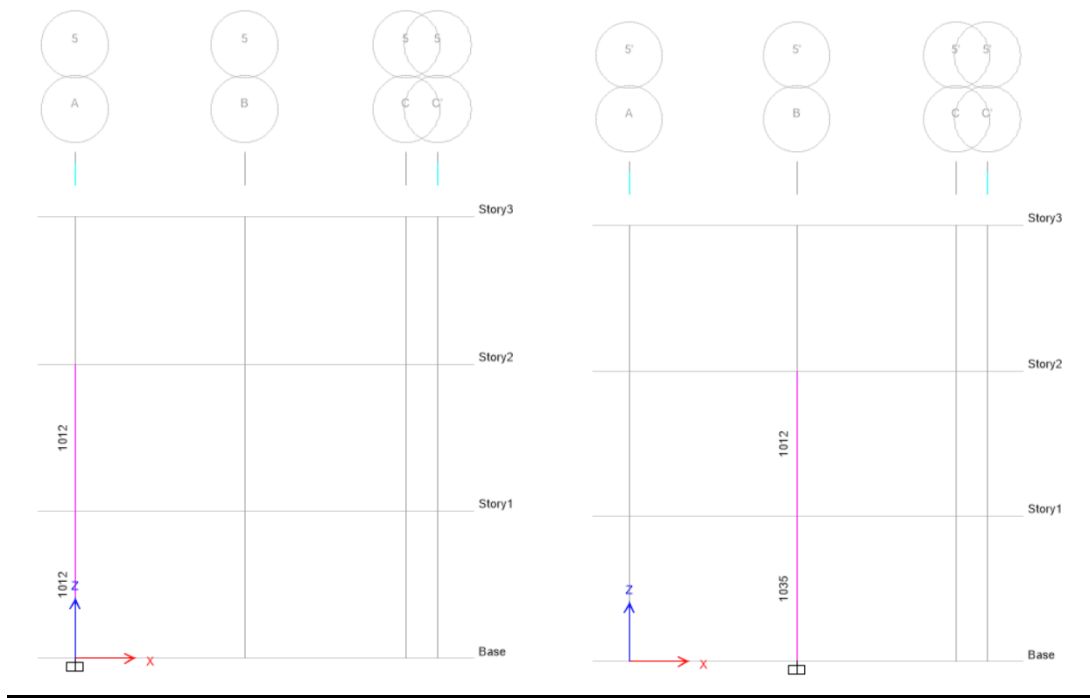 5 5 5 5
A B C C'
Story3
Story2
1012
Story1
1012
Z
X
Base
5' 5' 5' 5'
A B C C'
Story3
Story2
1012
Story1
1035
Z
X
Base